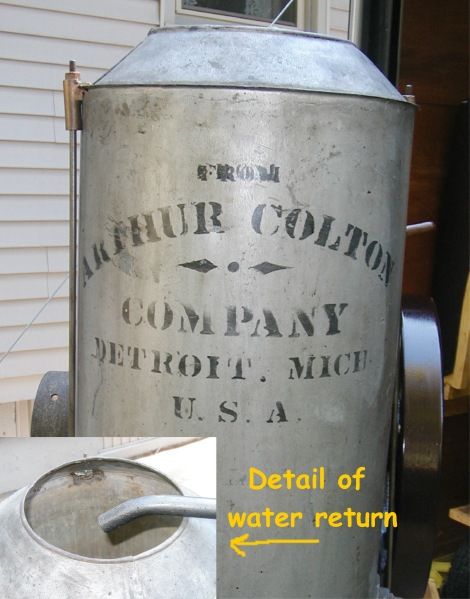 FROM
ARTHUR COLTON
COMPANY
DETROIT. MICH.
U. S. A.
Detail of
water return